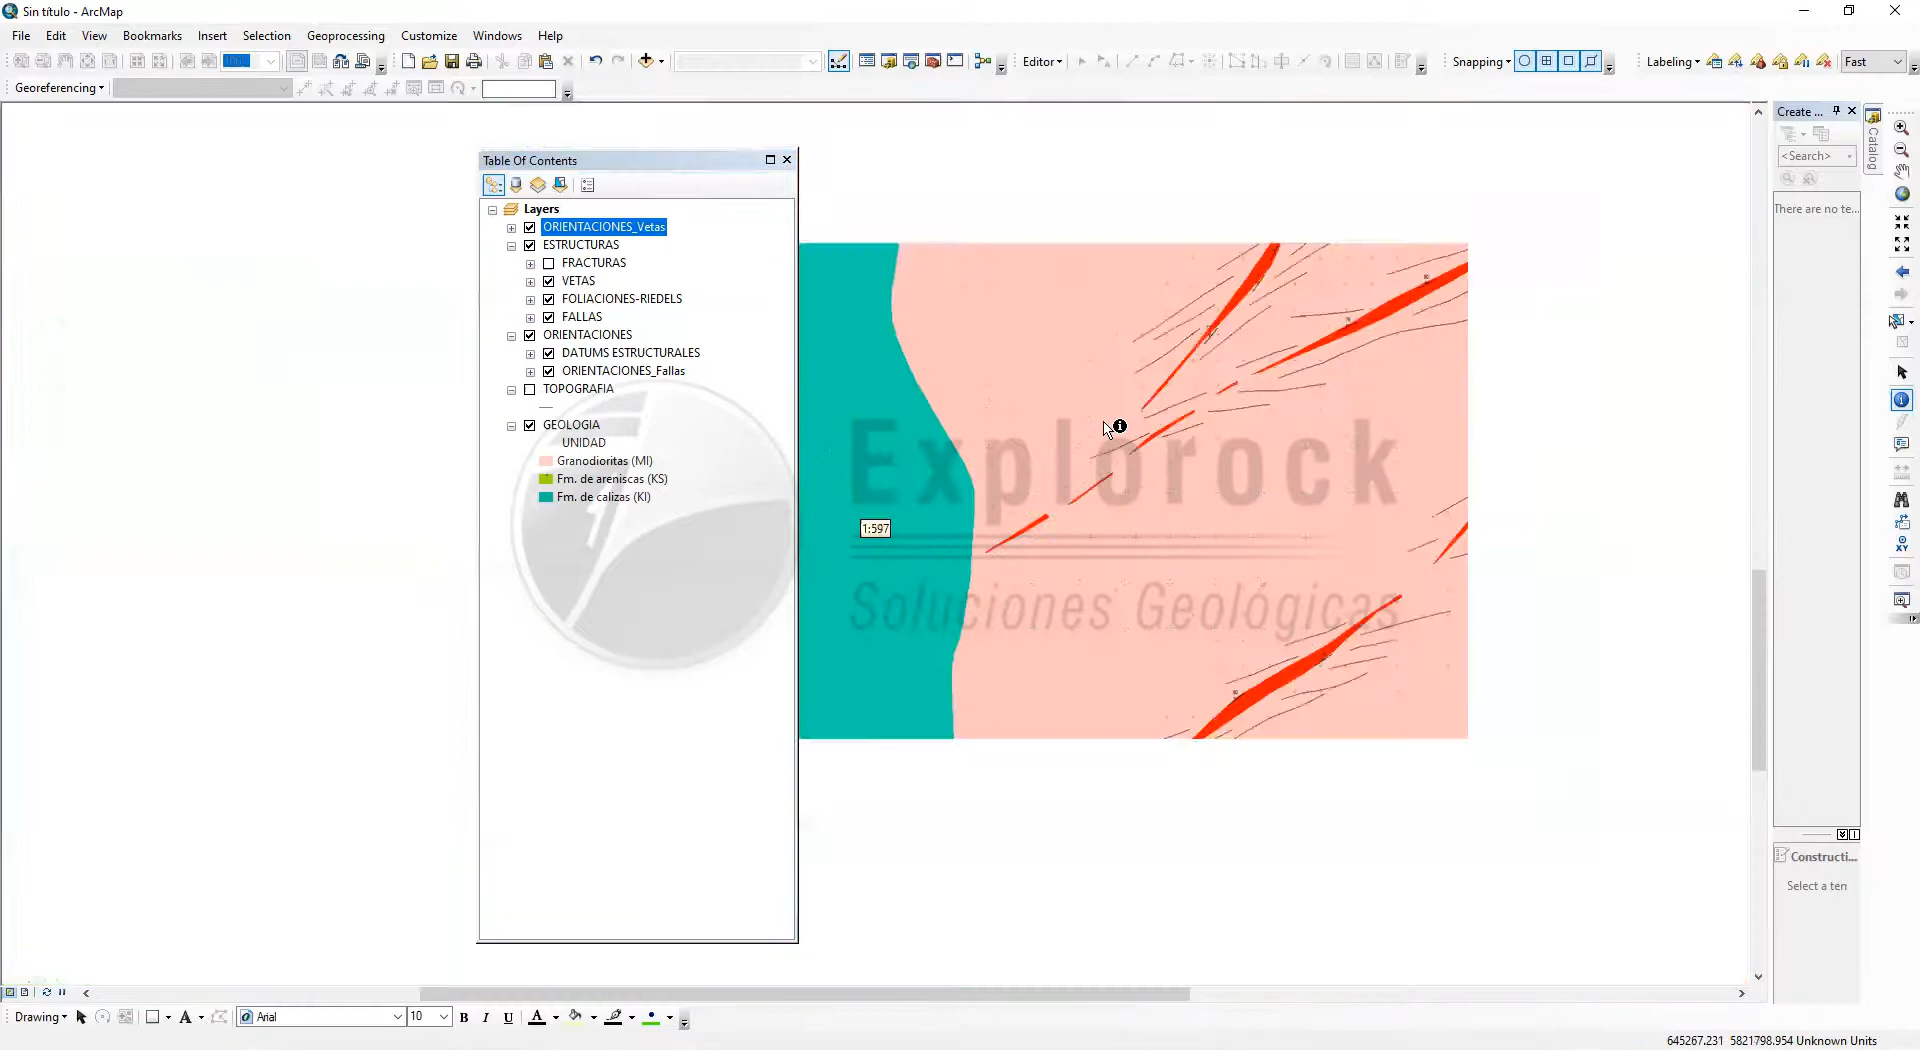 Sin título - ArcMap
File Edit View Bookmarks Insert Selection Geoprocessing Customize Windows Help
Editor Snapping Labeling Fast
Georeferencing
Create ...
Catalog
<Search>
There are no te...
Table Of Contents
Layers
ORIENTACIONES_Vetas
ESTRUCTURAS
FRACTURAS
VETAS
FOLIACIONES-RIEDELS
FALLAS
ORIENTACIONES
DATUMS ESTRUCTURALES
ORIENTACIONES_Fallas
TOPOGRAFIA
GEOLOGIA
UNIDAD
Granodioritas (MI)
Fm. de areniscas (KS)
Fm. de calizas (KI)
Explorock
Soluciones Geológicas
1:597
XY
Constructi...
Select a ten
Drawing A Arial 10 B I U A
645267.231 5821798.954 Unknown Units